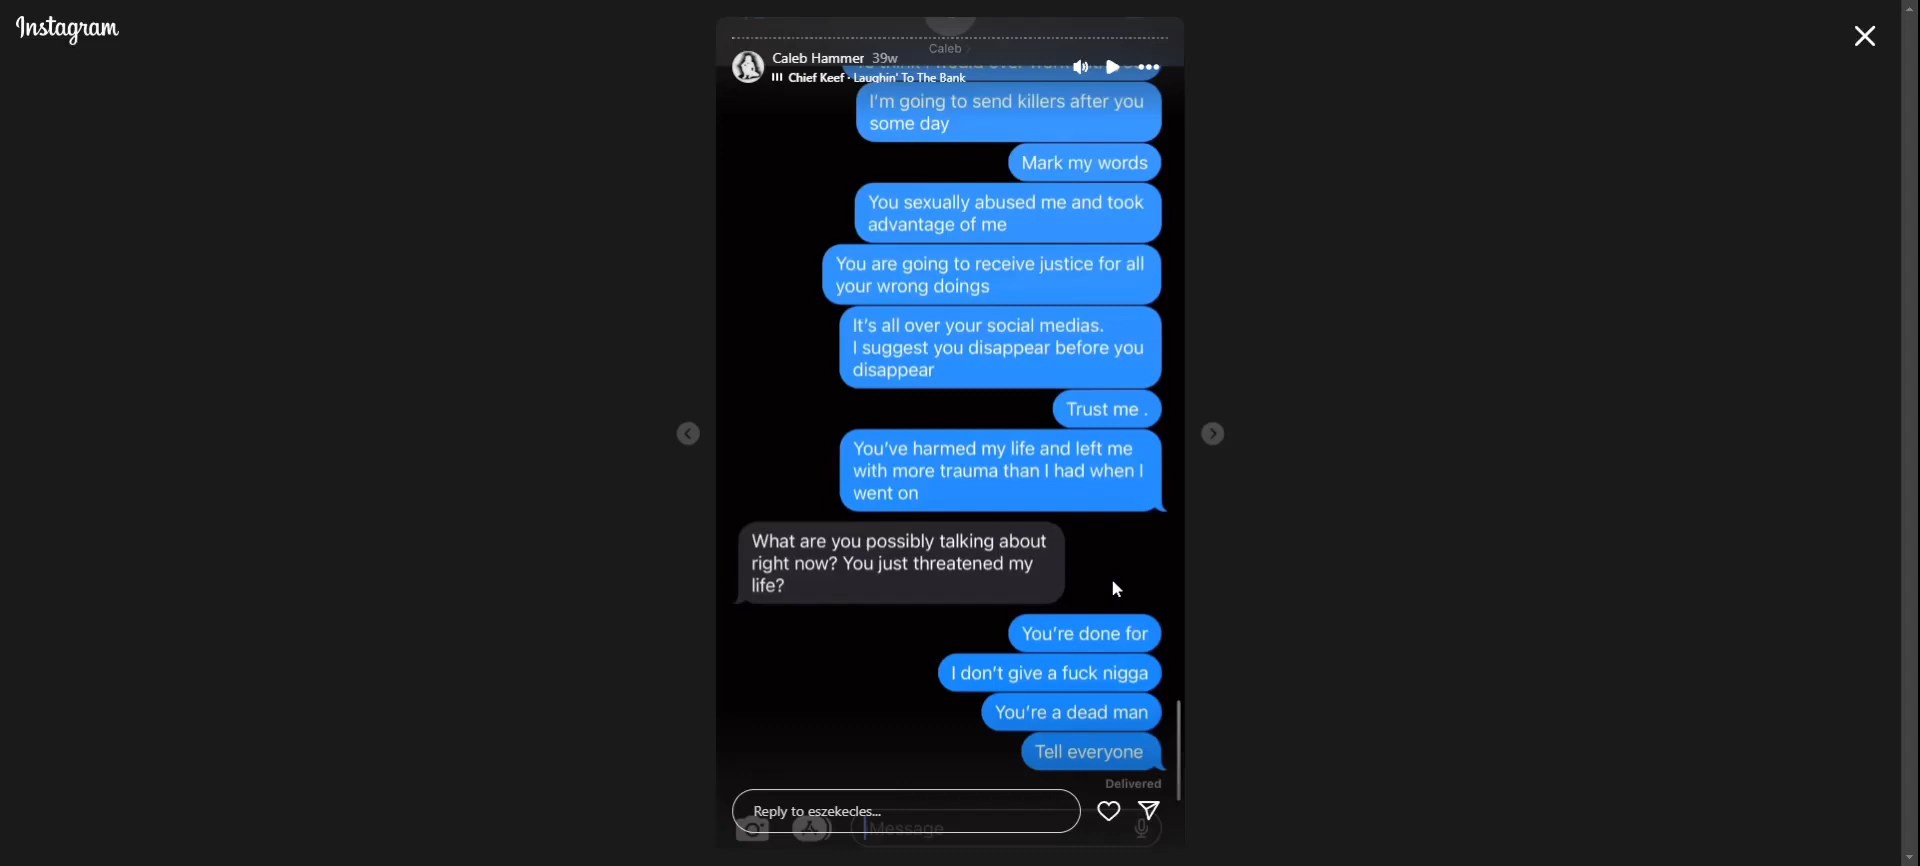 Instagram
Caleb
Caleb Hammer 39w
Chief Keef · Laughin' To The Bank
I'm going to send killers after you
some day
Mark my words
You sexually abused me and took
advantage of me
You are going to receive justice for all
your wrong doings
It's all over your social medias.
I suggest you disappear before you
disappear
Trust me .
You've harmed my life and left me
with more trauma than I had when I
went on
What are you possibly talking about
right now? You just threatened my
life?
You're done for
I don't give a fuck nigga
You're a dead man
Tell everyone
Delivered
Reply to eszekecles...
Message